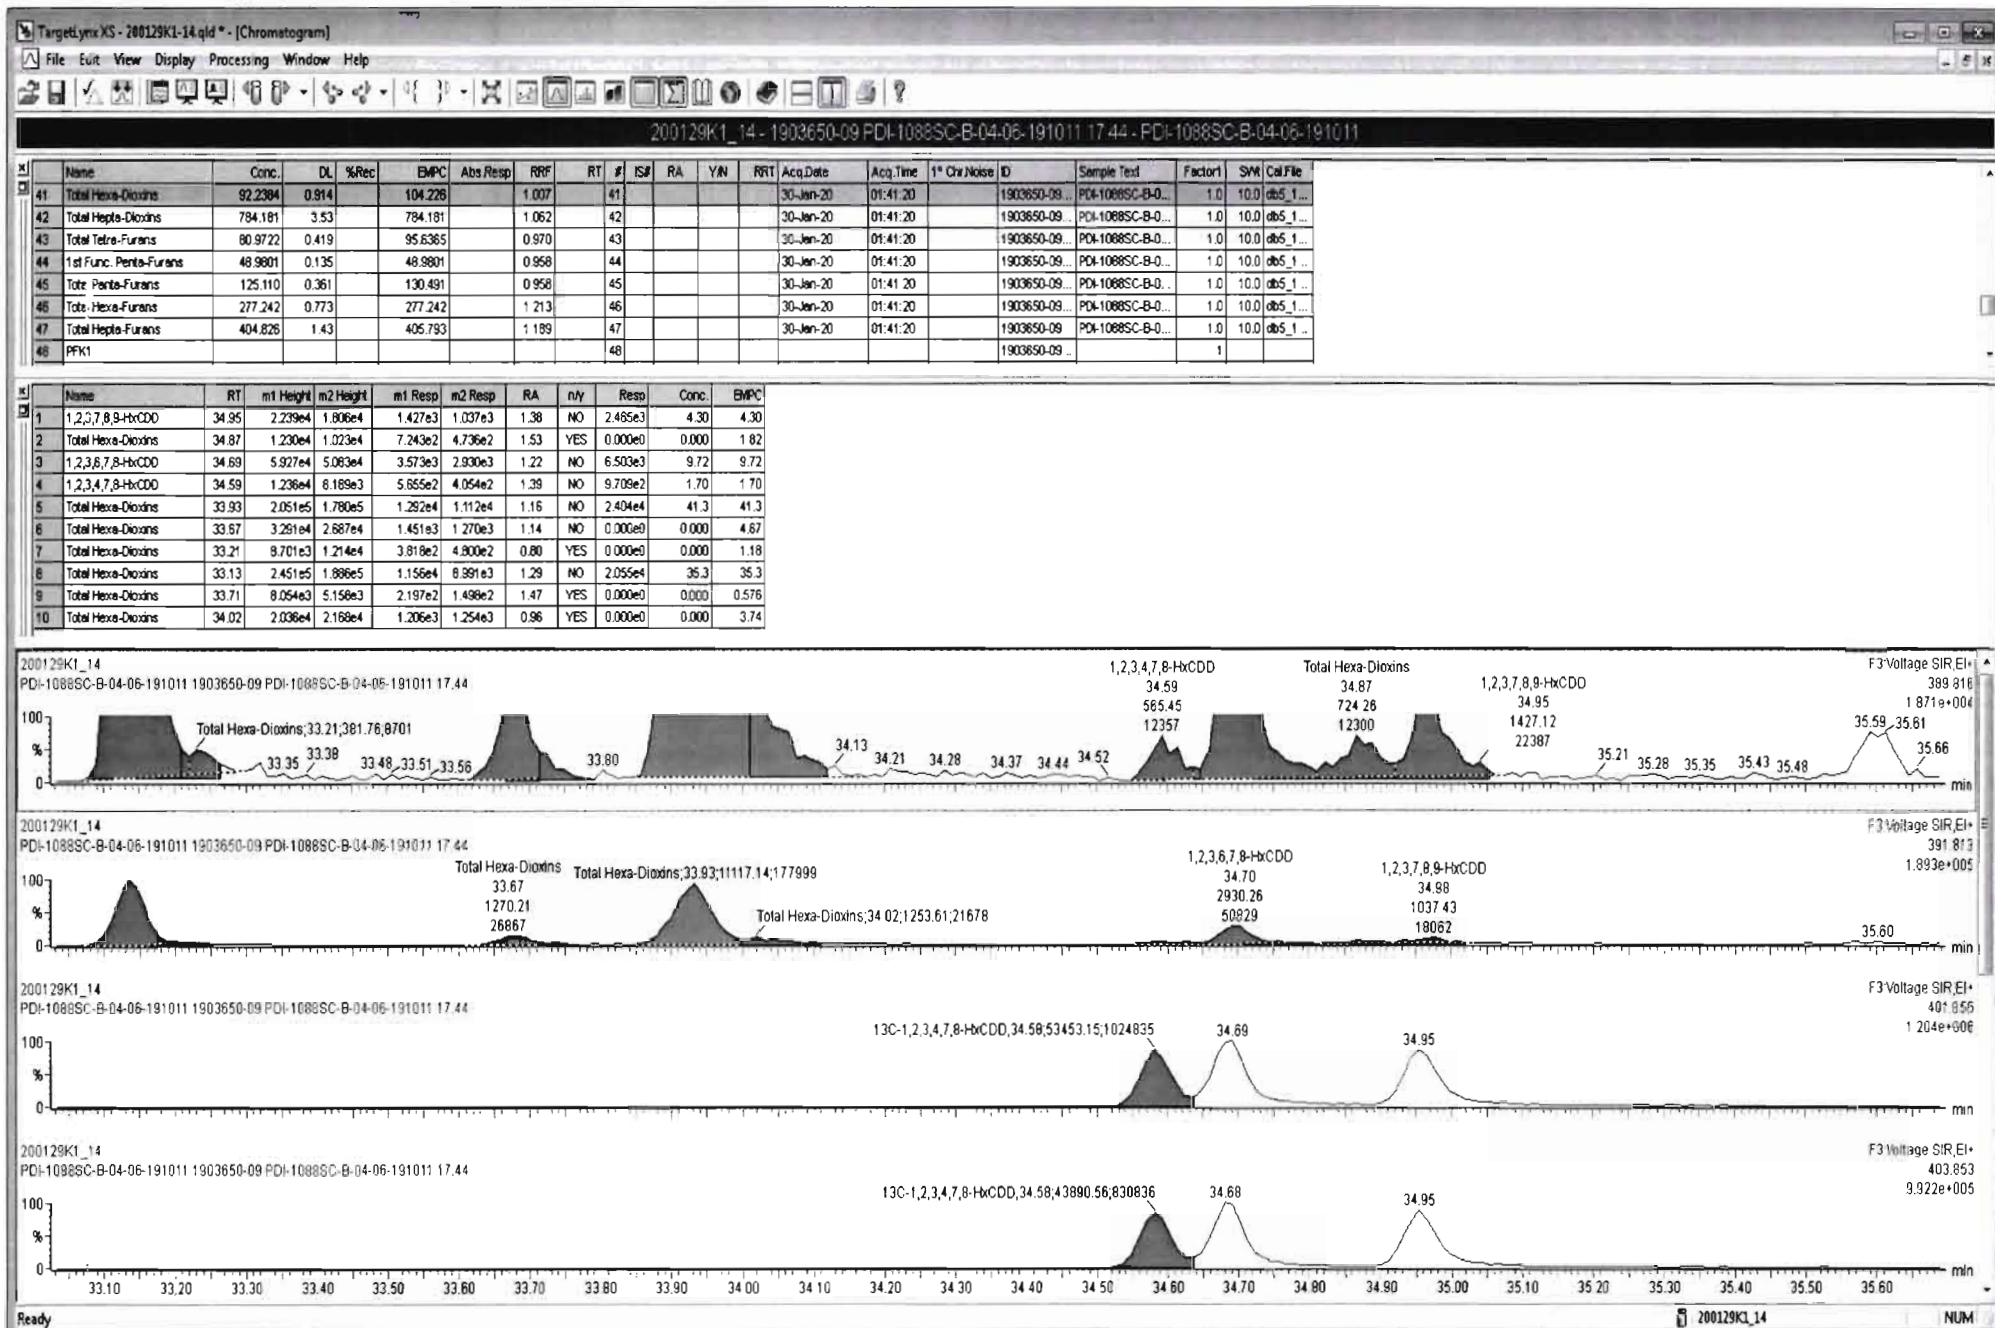 TargetLynx XS - 200129K1-14.qld * - [Chromatogram]
File Edit View Display Processing Window Help
200129K1_14 - 1903650-09 PDI-1088SC-B-04-06-191011 17.44 - PDI-1088SC-B-04-06-191011
Name Conc. DL %Rec EMPC Abs.Resp RRF RT # IS# RA Y/N RRT Acq.Date Acq.Time 1° Chr.Noise ID Sample Text Factor1 S/W Cal.File
41 Total Hexa-Dioxins 92.2384 0.914 104.226 1.007 41 30-Jan-20 01:41:20 1903650-09... PDI-1088SC-B-0... 1.0 10.0 db5_1...
42 Total Hepta-Dioxins 784.181 3.53 784.181 1.062 42 30-Jan-20 01:41:20 1903650-09... PDI-1088SC-B-0... 1.0 10.0 db5_1...
43 Total Tetra-Furans 80.9722 0.419 95.6365 0.970 43 30-Jan-20 01:41:20 1903650-09... PDI-1088SC-B-0... 1.0 10.0 db5_1...
44 1st Func. Penta-Furans 48.9801 0.135 48.9801 0.958 44 30-Jan-20 01:41:20 1903650-09... PDI-1088SC-B-0... 1.0 10.0 db5_1...
45 Total Penta-Furans 125.110 0.361 130.491 0.958 45 30-Jan-20 01:41:20 1903650-09... PDI-1088SC-B-0... 1.0 10.0 db5_1...
46 Total Hexa-Furans 277.242 0.773 277.242 1.213 46 30-Jan-20 01:41:20 1903650-09... PDI-1088SC-B-0... 1.0 10.0 db5_1...
47 Total Hepta-Furans 404.826 1.43 405.793 1.189 47 30-Jan-20 01:41:20 1903650-09 PDI-1088SC-B-0... 1.0 10.0 db5_1...
48 PFK1 48 1903650-09 .. 1
Name RT m1 Height m2 Height m1 Resp m2 Resp RA n/y Resp Conc. EMPC
1 1,2,3,7,8,9-HxCDD 34.95 2.239e4 1.806e4 1.427e3 1.037e3 1.38 NO 2.465e3 4.30 4.30
2 Total Hexa-Dioxins 34.87 1.230e4 1.023e4 7.243e2 4.736e2 1.53 YES 0.000e0 0.000 1.82
3 1,2,3,6,7,8-HxCDD 34.69 5.927e4 5.083e4 3.573e3 2.930e3 1.22 NO 6.503e3 9.72 9.72
4 1,2,3,4,7,8-HxCDD 34.59 1.236e4 8.189e3 5.655e2 4.054e2 1.39 NO 9.709e2 1.70 1.70
5 Total Hexa-Dioxins 33.93 2.051e5 1.780e5 1.292e4 1.112e4 1.16 NO 2.404e4 41.3 41.3
6 Total Hexa-Dioxins 33.67 3.291e4 2.687e4 1.451e3 1.270e3 1.14 NO 0.000e0 0.000 4.67
7 Total Hexa-Dioxins 33.21 8.701e3 1.214e4 3.818e2 4.800e2 0.80 YES 0.000e0 0.000 1.18
8 Total Hexa-Dioxins 33.13 2.451e5 1.886e5 1.156e4 8.991e3 1.29 NO 2.055e4 35.3 35.3
9 Total Hexa-Dioxins 33.71 8.054e3 5.158e3 2.197e2 1.498e2 1.47 YES 0.000e0 0.000 0.576
10 Total Hexa-Dioxins 34.02 2.036e4 2.168e4 1.206e3 1.254e3 0.96 YES 0.000e0 0.000 3.74
200129K1_14
PDI-1088SC-B-04-06-191011 1903650-09 PDI-1088SC-B-04-06-191011 17.44
F3:Voltage SIR,EI+
389.816
1.871e+004
1,2,3,4,7,8-HxCDD
34.59
565.45
12357
Total Hexa-Dioxins
34.87
724.26
12300
1,2,3,7,8,9-HxCDD
34.95
1427.12
22387
100
%
0
Total Hexa-Dioxins;33.21;381.76;8701
33.35 33.38 33.48 33.51 33.56 33.80 34.13 34.21 34.28 34.37 34.44 34.52 35.21 35.28 35.35 35.43 35.48 35.59 35.61 35.66
min
200129K1_14
PDI-1088SC-B-04-06-191011 1903650-09 PDI-1088SC-B-04-06-191011 17.44
F3:Voltage SIR,EI+
391.813
1.893e+005
100
%
0
Total Hexa-Dioxins
33.67
1270.21
26867
Total Hexa-Dioxins;33.93;11117.14;177999
Total Hexa-Dioxins;34.02;1253.61;21678
1,2,3,6,7,8-HxCDD
34.70
2930.26
50829
1,2,3,7,8,9-HxCDD
34.98
1037.43
18062
35.60
min
200129K1_14
PDI-1088SC-B-04-06-191011 1903650-09 PDI-1088SC-B-04-06-191011 17.44
F3:Voltage SIR,EI+
401.856
1.204e+006
100
%
0
13C-1,2,3,4,7,8-HxCDD,34.58;53453.15;1024835
34.69
34.95
min
200129K1_14
PDI-1088SC-B-04-06-191011 1903650-09 PDI-1088SC-B-04-06-191011 17.44
F3:Voltage SIR,EI+
403.853
9.922e+005
100
%
0
13C-1,2,3,4,7,8-HxCDD,34.58;43890.56;830836
34.68
34.95
min
33.10 33.20 33.30 33.40 33.50 33.60 33.70 33.80 33.90 34.00 34.10 34.20 34.30 34.40 34.50 34.60 34.70 34.80 34.90 35.00 35.10 35.20 35.30 35.40 35.50 35.60
Ready
200129K1_14
NUM